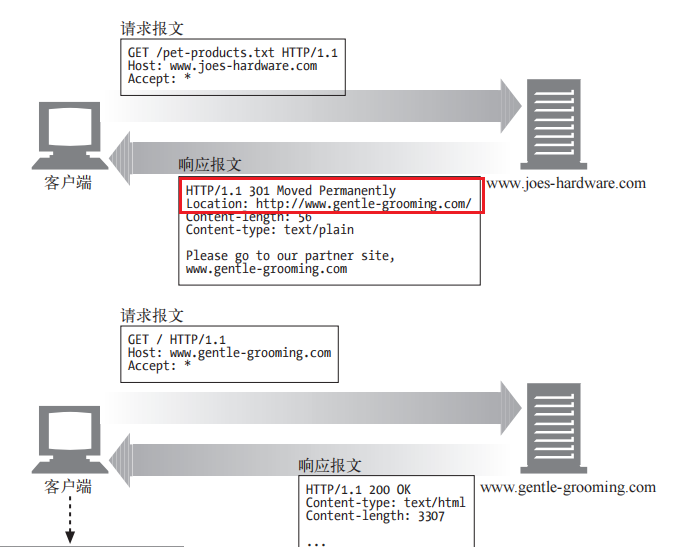 请求报文
GET /pet-products.txt HTTP/1.1
Host: www.joes-hardware.com
Accept: *
客户端
www.joes-hardware.com
响应报文
HTTP/1.1 301 Moved Permanently
Location: http://www.gentle-grooming.com/
Content-length: 56
Content-type: text/plain
Please go to our partner site,
www.gentle-grooming.com
请求报文
GET / HTTP/1.1
Host: www.gentle-grooming.com
Accept: *
客户端
www.gentle-grooming.com
响应报文
HTTP/1.1 200 OK
Content-type: text/html
Content-length: 3307
...